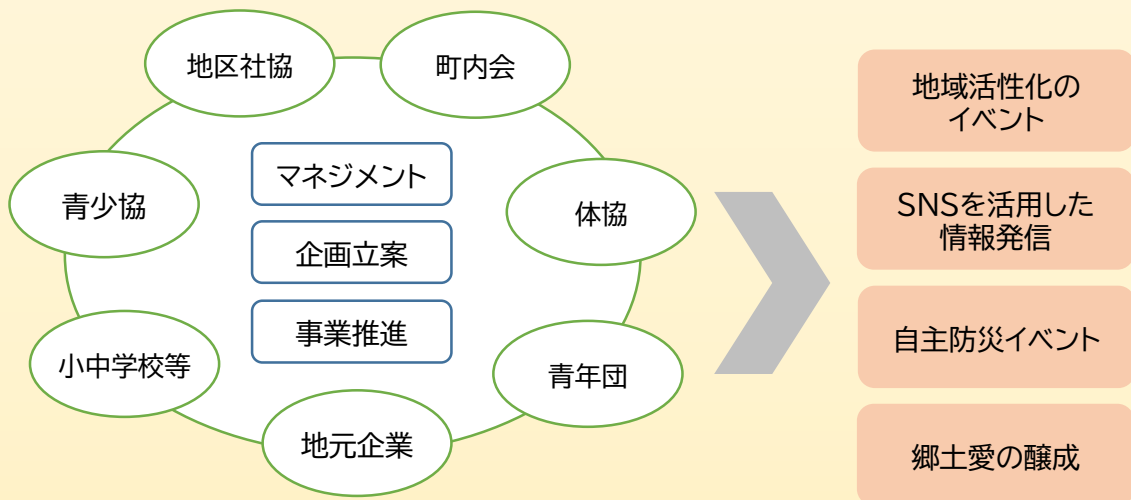 地区社協
町内会
青少協
体協
小中学校等
青年団
地元企業
マネジメント
企画立案
事業推進
地域活性化の
イベント
SNSを活用した
情報発信
自主防災イベント
郷土愛の醸成